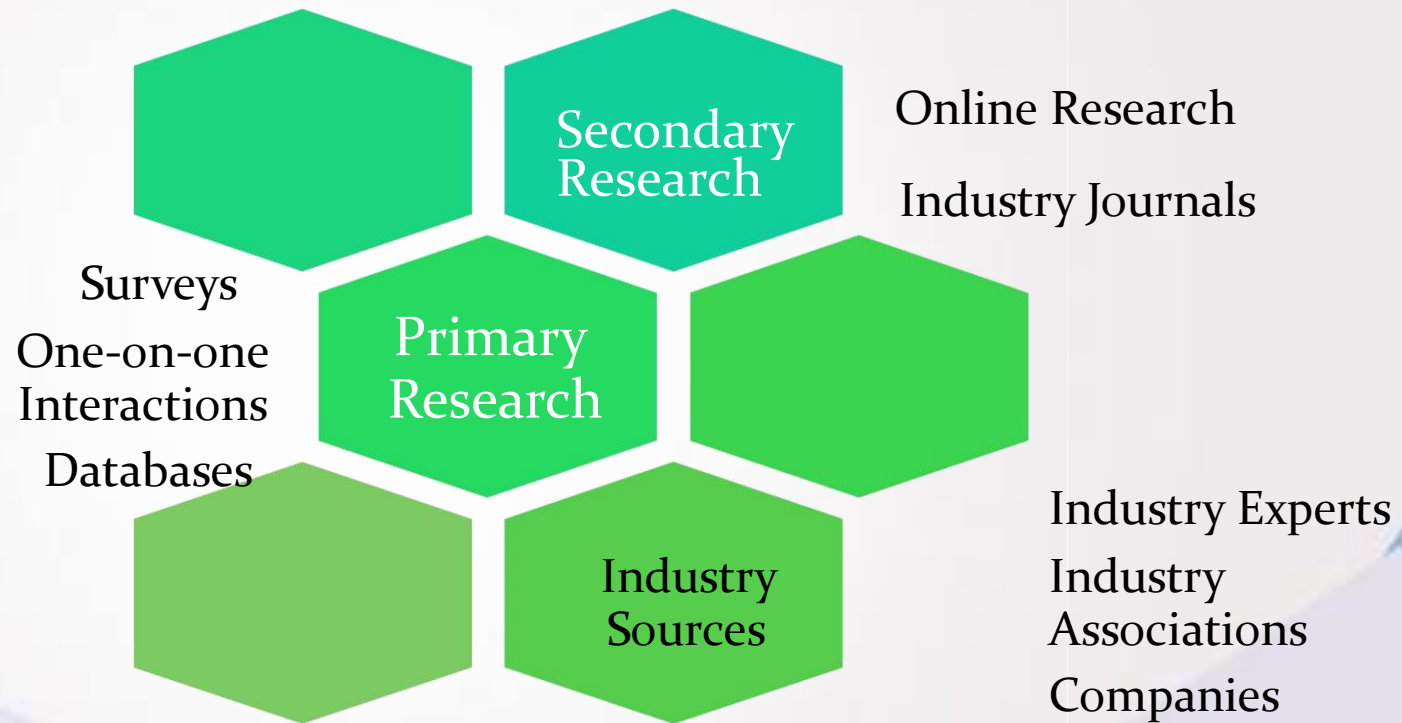 Secondary
Research
Online Research
Industry Journals
Surveys
One-on-one
Interactions
Databases
Primary
Research
Industry
Sources
Industry Experts
Industry
Associations
Companies